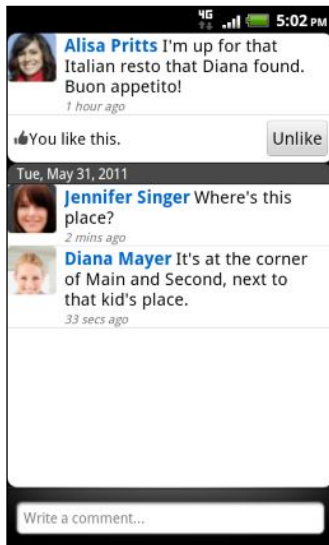 4G 5:02 PM
Alisa Pritts I'm up for that
Italian resto that Diana found.
Buon appetito!
1 hour ago
You like this. Unlike
Tue, May 31, 2011
Jennifer Singer Where's this
place?
2 mins ago
Diana Mayer It's at the corner
of Main and Second, next to
that kid's place.
33 secs ago
Write a comment...